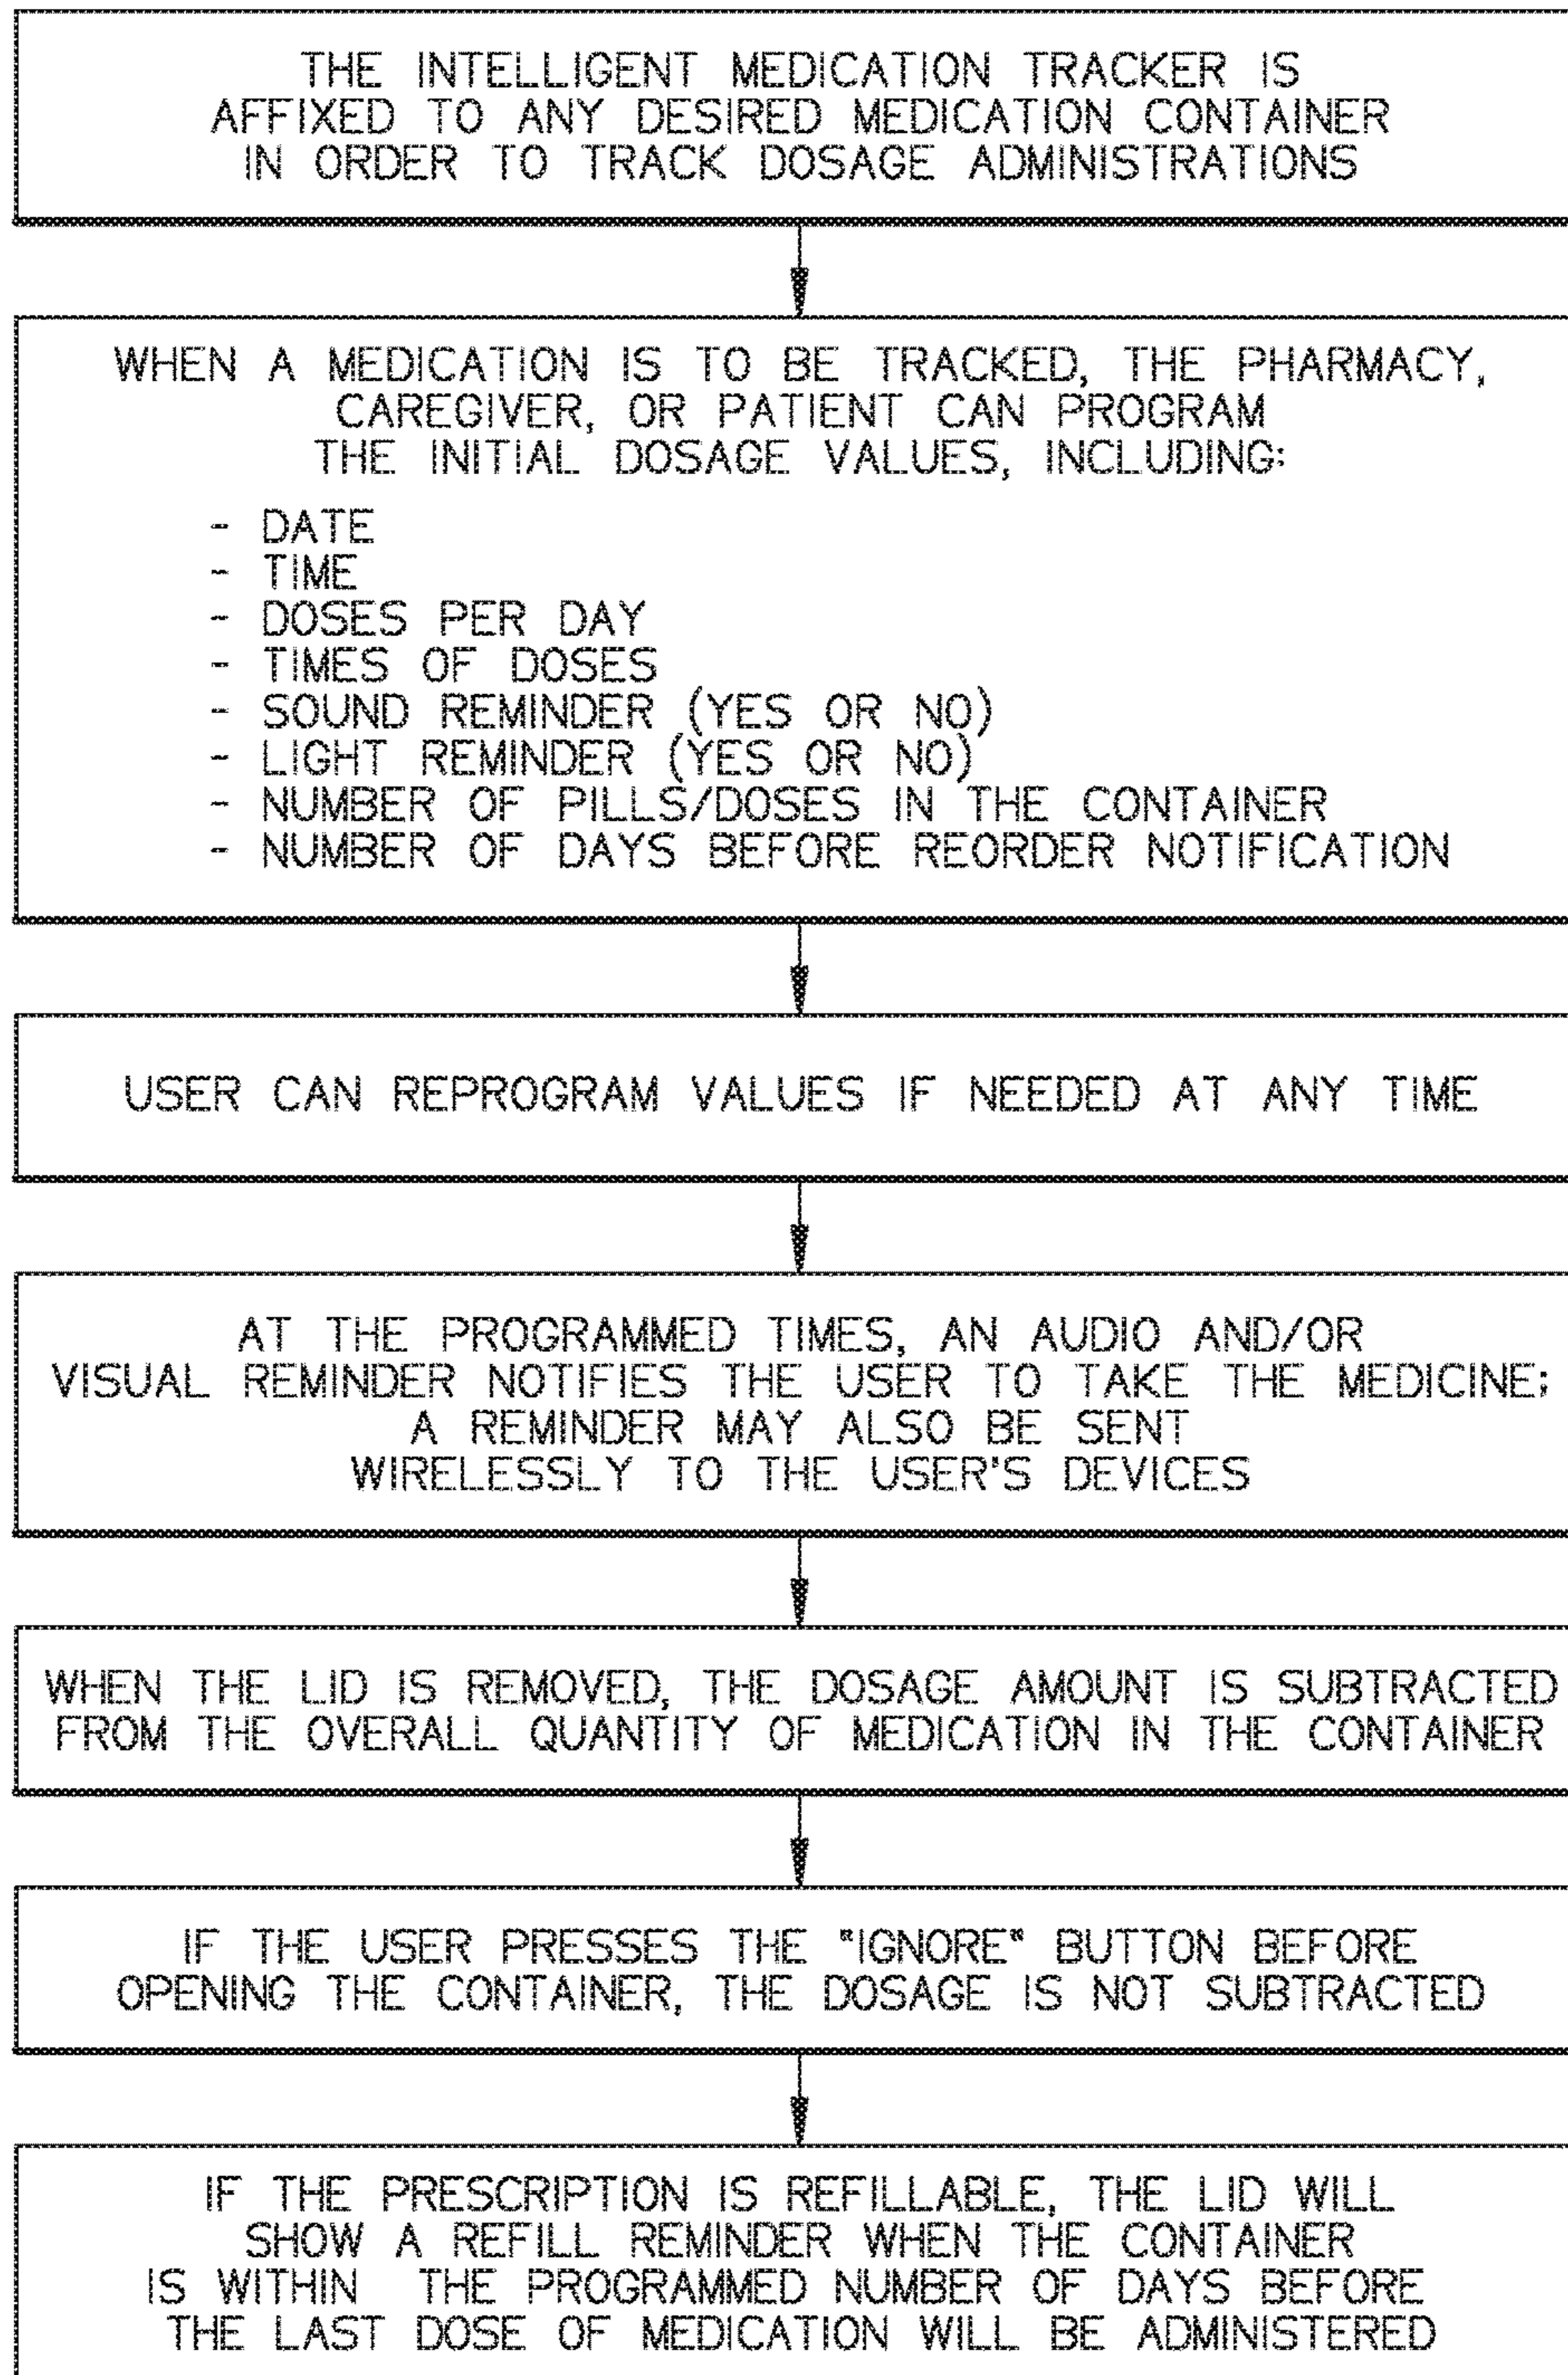 THE INTELLIGENT MEDICATION TRACKER IS
AFFIXED TO ANY DESIRED MEDICATION CONTAINER
IN ORDER TO TRACK DOSAGE ADMINISTRATIONS
WHEN A MEDICATION IS TO BE TRACKED, THE PHARMACY,
CAREGIVER, OR PATIENT CAN PROGRAM
THE INITIAL DOSAGE VALUES, INCLUDING:
- DATE
- TIME
- DOSES PER DAY
- TIMES OF DOSES
- SOUND REMINDER (YES OR NO)
- LIGHT REMINDER (YES OR NO)
- NUMBER OF PILLS/DOSES IN THE CONTAINER
- NUMBER OF DAYS BEFORE REORDER NOTIFICATION
USER CAN REPROGRAM VALUES IF NEEDED AT ANY TIME
AT THE PROGRAMMED TIMES, AN AUDIO AND/OR
VISUAL REMINDER NOTIFIES THE USER TO TAKE THE MEDICINE;
A REMINDER MAY ALSO BE SENT
WIRELESSLY TO THE USER'S DEVICES
WHEN THE LID IS REMOVED, THE DOSAGE AMOUNT IS SUBTRACTED
FROM THE OVERALL QUANTITY OF MEDICATION IN THE CONTAINER
IF THE USER PRESSES THE "IGNORE" BUTTON BEFORE
OPENING THE CONTAINER, THE DOSAGE IS NOT SUBTRACTED
IF THE PRESCRIPTION IS REFILLABLE, THE LID WILL
SHOW A REFILL REMINDER WHEN THE CONTAINER
IS WITHIN THE PROGRAMMED NUMBER OF DAYS BEFORE
THE LAST DOSE OF MEDICATION WILL BE ADMINISTERED